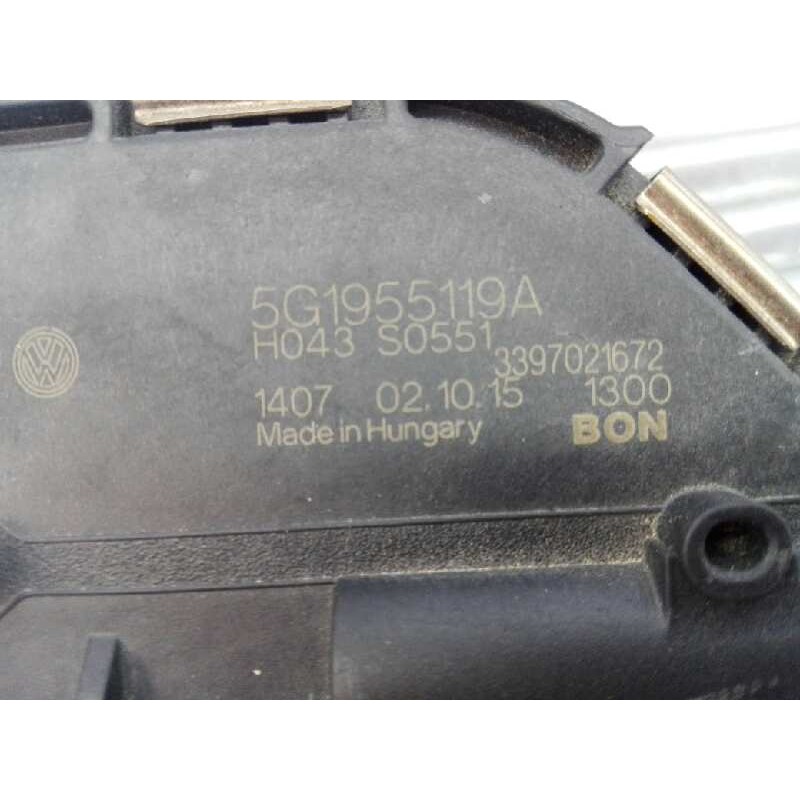 5G1955119A
H043 S0551
3397021672
1407 02.10.15 1300
Made in Hungary BON